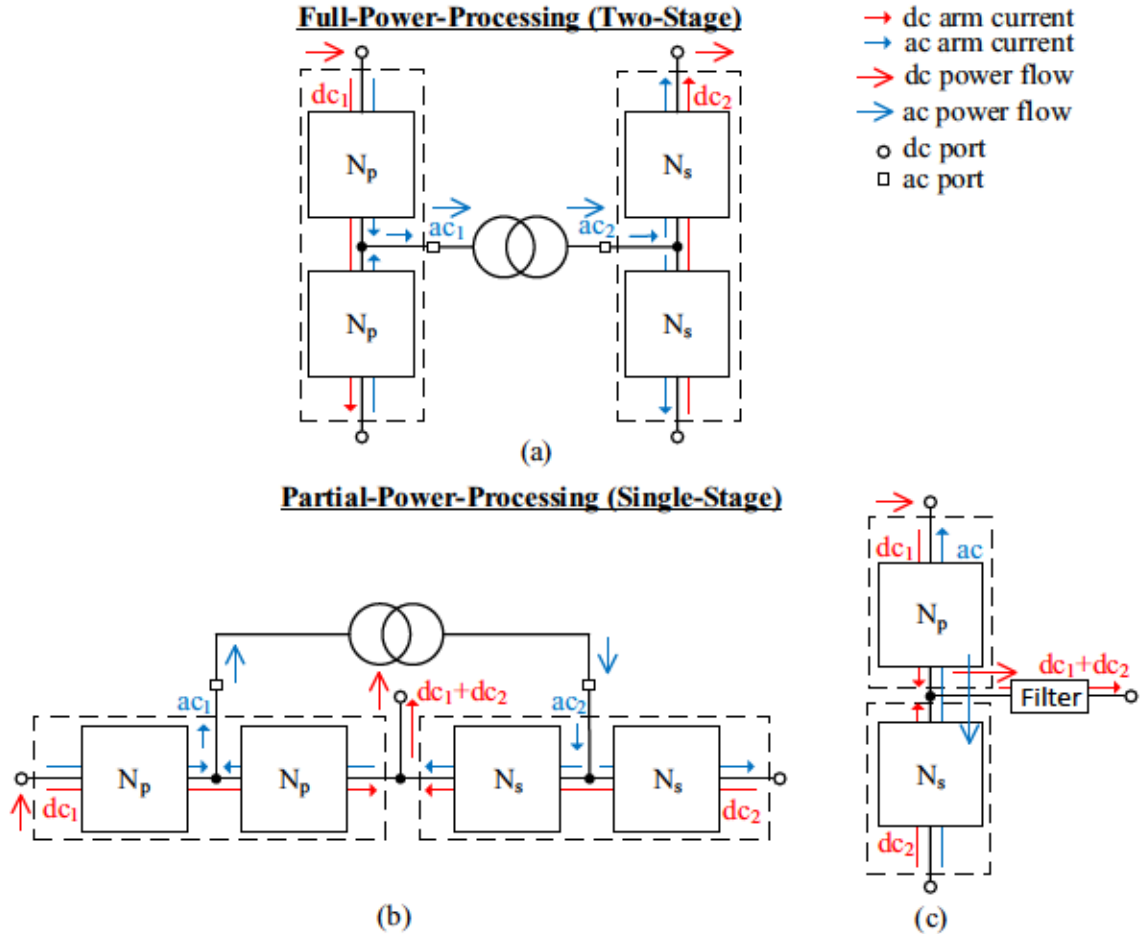 Full-Power-Processing (Two-Stage)
dc arm current
ac arm current
dc power flow
ac power flow
dc port
ac port
dc₁
dc₂
Nₚ
Nₛ
ac₁
ac₂
Nₚ
Nₛ
(a)
Partial-Power-Processing (Single-Stage)
dc₁
ac
Nₚ
dc₁+dc₂
ac₁
ac₂
dc₁+dc₂
Filter
Nₚ
Nₚ
Nₛ
Nₛ
Nₛ
dc₁
dc₂
dc₂
(b)
(c)